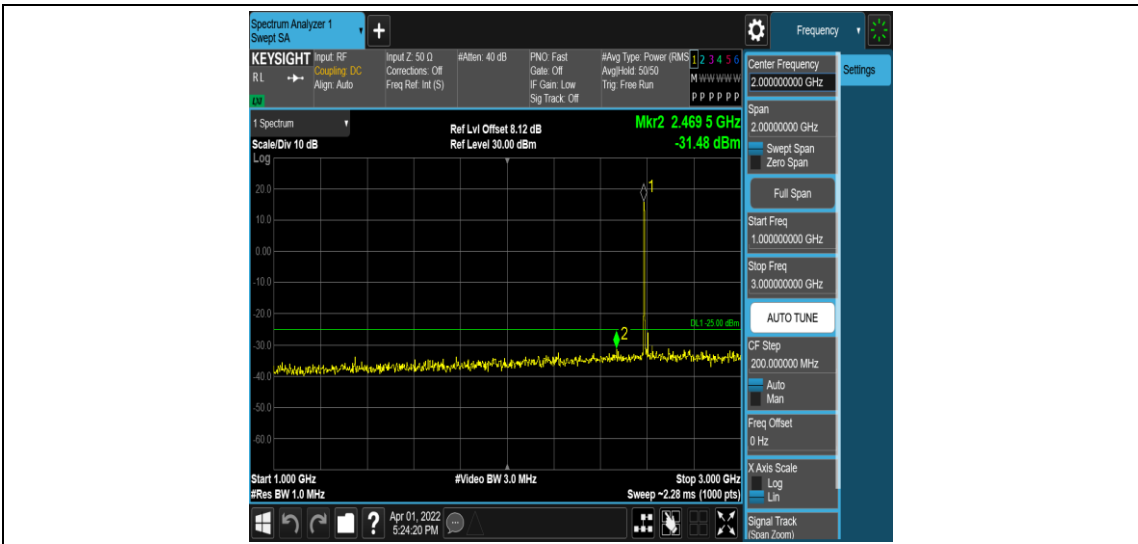 Spectrum Analyzer 1
Swept SA
+
Frequency
KEYSIGHT
RL
LXI
Input: RF
Coupling: DC
Align: Auto
Input Z: 50 Ω
Corrections: Off
Freq Ref: Int (S)
#Atten: 40 dB
PNO: Fast
Gate: Off
IF Gain: Low
Sig Track: Off
#Avg Type: Power (RMS
Avg|Hold: 50/50
Trig: Free Run
1 2 3 4 5 6
M W W W W W
P P P P P P
1 Spectrum
Scale/Div 10 dB
Log
Ref Lvl Offset 8.12 dB
Ref Level 30.00 dBm
Mkr2 2.469 5 GHz
-31.48 dBm
20.0
10.0
0.00
-10.0
-20.0
-30.0
-40.0
-50.0
-60.0
1
2
DL1 -25.00 dBm
Start 1.000 GHz
#Res BW 1.0 MHz
#Video BW 3.0 MHz
Stop 3.000 GHz
Sweep ~2.28 ms (1000 pts)
?
Apr 01, 2022
5:24:20 PM
Center Frequency
2.000000000 GHz
Settings
Span
2.00000000 GHz
Swept Span
Zero Span
Full Span
Start Freq
1.000000000 GHz
Stop Freq
3.000000000 GHz
AUTO TUNE
CF Step
200.000000 MHz
Auto
Man
Freq Offset
0 Hz
X Axis Scale
Log
Lin
Signal Track
(Span Zoom)